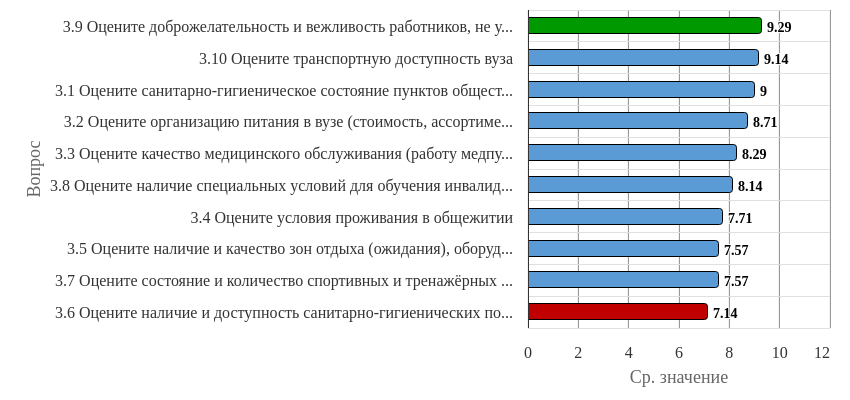 3.9 Оцените доброжелательность и вежливость работников, не у... 9.29
3.10 Оцените транспортную доступность вуза 9.14
3.1 Оцените санитарно-гигиеническое состояние пунктов общест... 9
3.2 Оцените организацию питания в вузе (стоимость, ассортиме... 8.71
3.3 Оцените качество медицинского обслуживания (работу медпу... 8.29
3.8 Оцените наличие специальных условий для обучения инвалид... 8.14
3.4 Оцените условия проживания в общежитии 7.71
3.5 Оцените наличие и качество зон отдыха (ожидания), оборуд... 7.57
3.7 Оцените состояние и количество спортивных и тренажёрных ... 7.57
3.6 Оцените наличие и доступность санитарно-гигиенических по... 7.14
Вопрос
0 2 4 6 8 10 12
Ср. значение